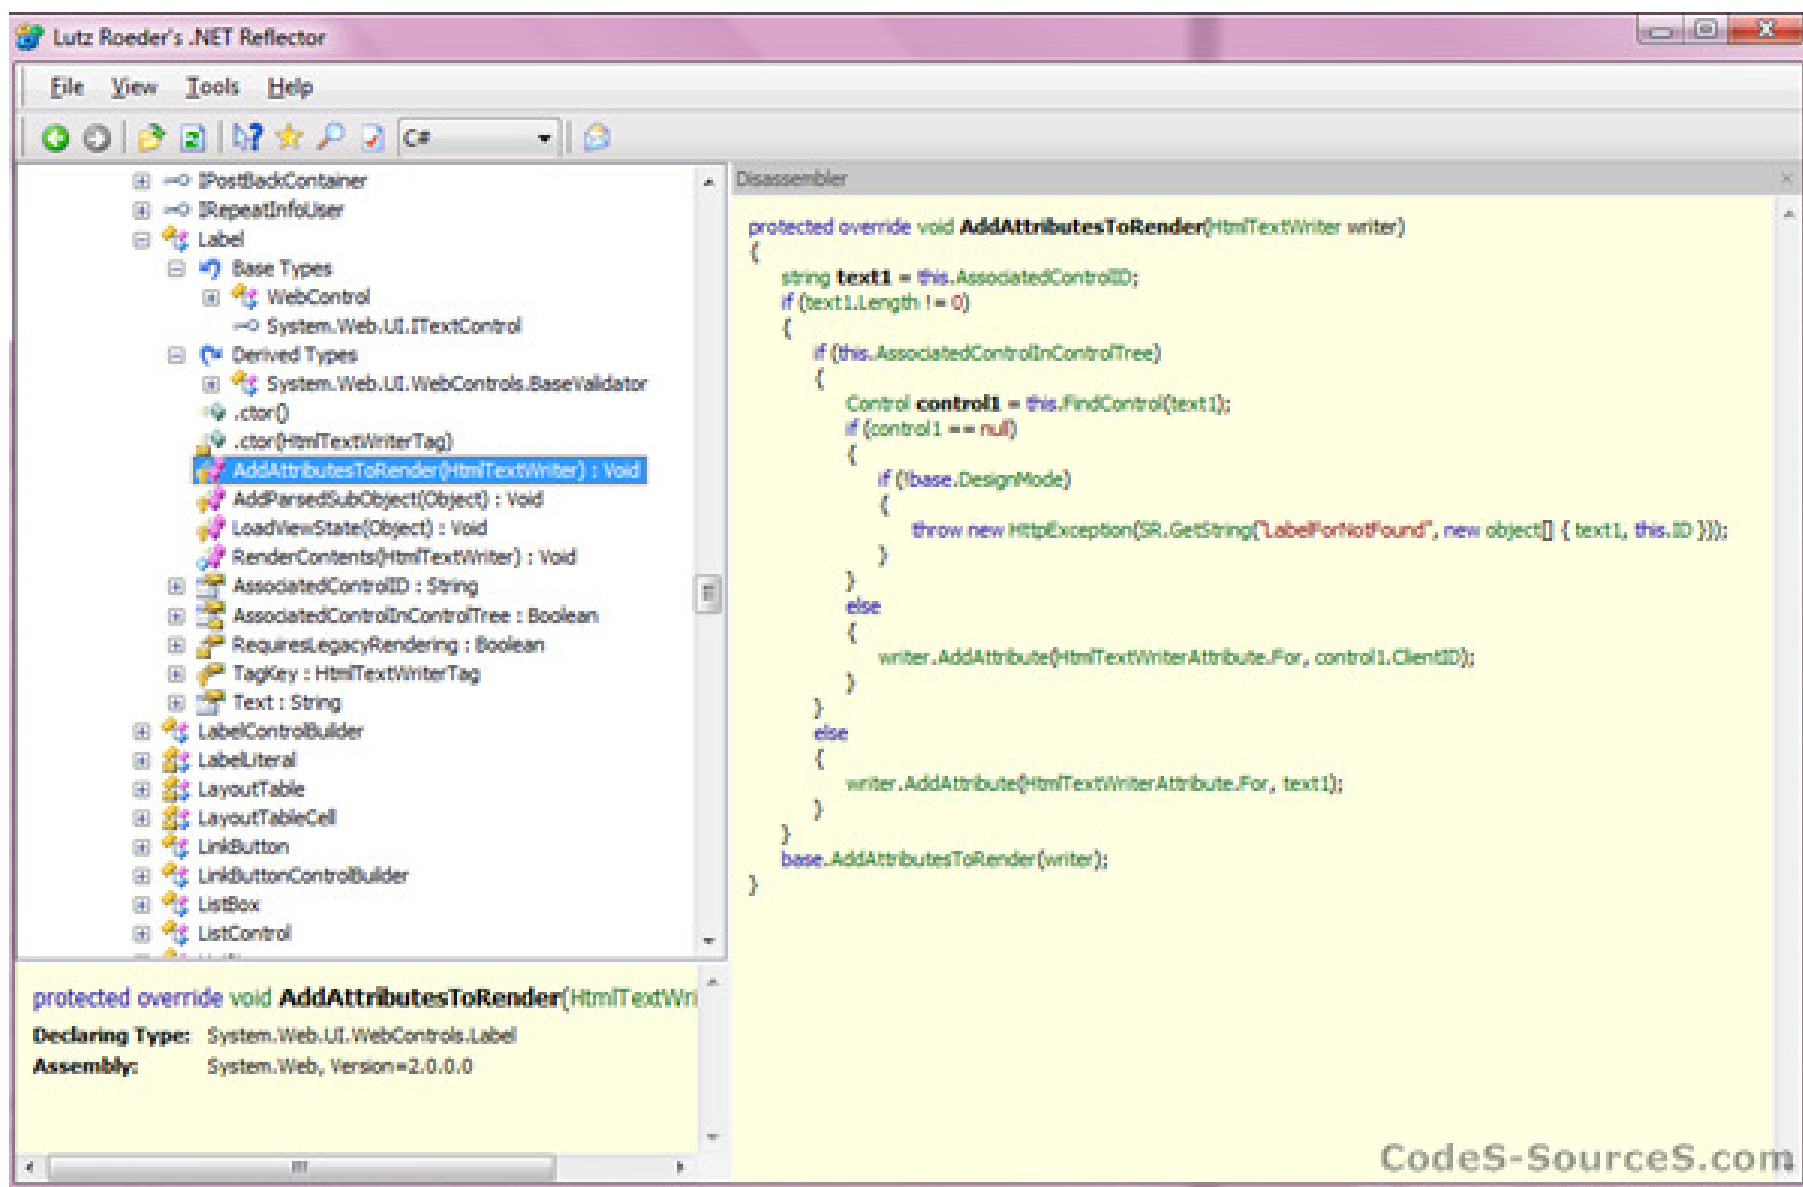 Lutz Roeder's .NET Reflector
File View Tools Help
C#
IPostBackContainer
IRepeatInfoUser
Label
Base Types
WebControl
System.Web.UI.ITextControl
Derived Types
System.Web.UI.WebControls.BaseValidator
.ctor()
.ctor(HtmlTextWriterTag)
AddAttributesToRender(HtmlTextWriter) : Void
AddParsedSubObject(Object) : Void
LoadViewState(Object) : Void
RenderContents(HtmlTextWriter) : Void
AssociatedControlID : String
AssociatedControlInControlTree : Boolean
RequiresLegacyRendering : Boolean
TagKey : HtmlTextWriterTag
Text : String
LabelControlBuilder
LabelLiteral
LayoutTable
LayoutTableCell
LinkButton
LinkButtonControlBuilder
ListBox
ListControl
protected override void AddAttributesToRender(HtmlTextWri
Declaring Type: System.Web.UI.WebControls.Label
Assembly: System.Web, Version=2.0.0.0
Disassembler
protected override void AddAttributesToRender(HtmlTextWriter writer)
{
string text1 = this.AssociatedControlID;
if (text1.Length != 0)
{
if (this.AssociatedControlInControlTree)
{
Control control1 = this.FindControl(text1);
if (control1 == null)
{
if (!base.DesignMode)
{
throw new HttpException(SR.GetString("LabelForNotFound", new object[] { text1, this.ID }));
}
}
else
{
writer.AddAttribute(HtmlTextWriterAttribute.For, control1.ClientID);
}
}
else
{
writer.AddAttribute(HtmlTextWriterAttribute.For, text1);
}
}
base.AddAttributesToRender(writer);
}
CodeS-SourceS.com